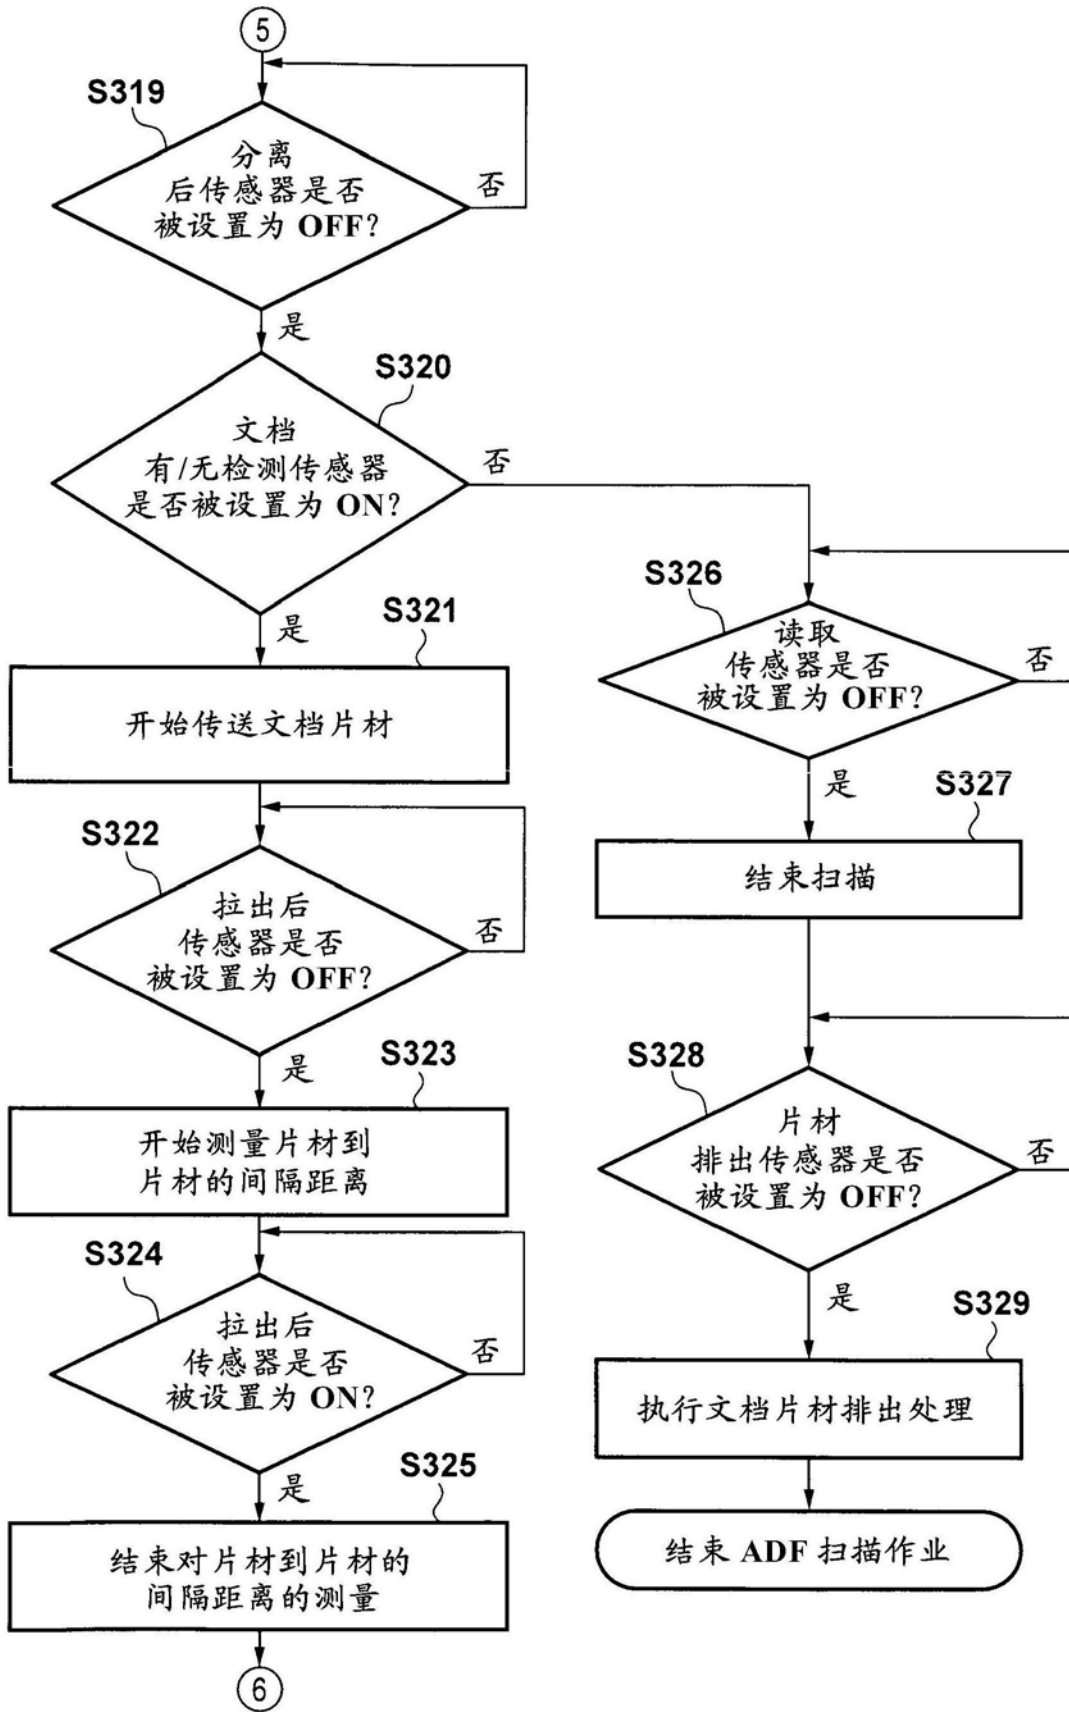 5
S319
分离
后传感器是否
被设置为 OFF?
否
是
S320
文档
有/无检测传感器
是否被设置为 ON?
否
是
S321
开始传送文档片材
S322
拉出后
传感器是否
被设置为 OFF?
否
是
S323
开始测量片材到
片材的间隔距离
S324
拉出后
传感器是否
被设置为 ON?
否
是
S325
结束对片材到片材的
间隔距离的测量
6
S326
读取
传感器是否
被设置为 OFF?
否
是
S327
结束扫描
S328
片材
排出传感器是否
被设置为 OFF?
否
是
S329
执行文档片材排出处理
结束 ADF 扫描作业